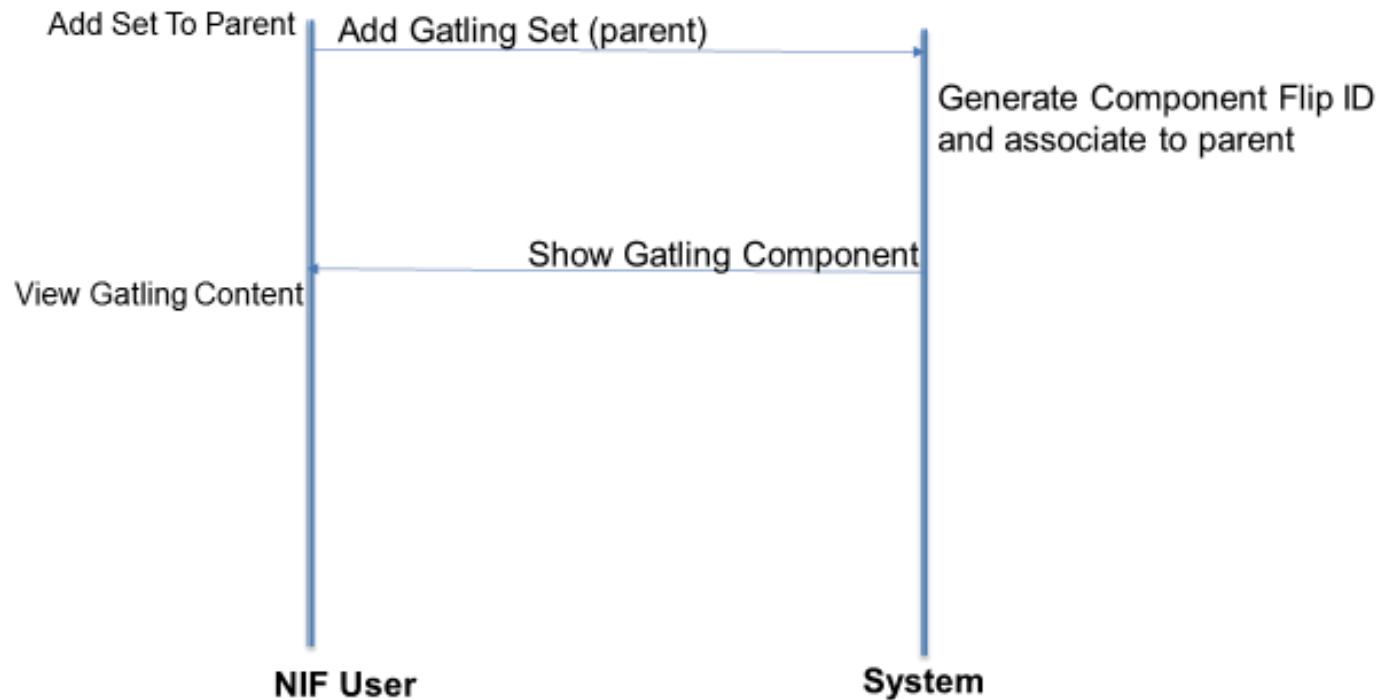 Add Set To Parent
Add Gatling Set (parent)
Generate Component Flip ID
and associate to parent
Show Gatling Component
View Gatling Content
NIF User
System